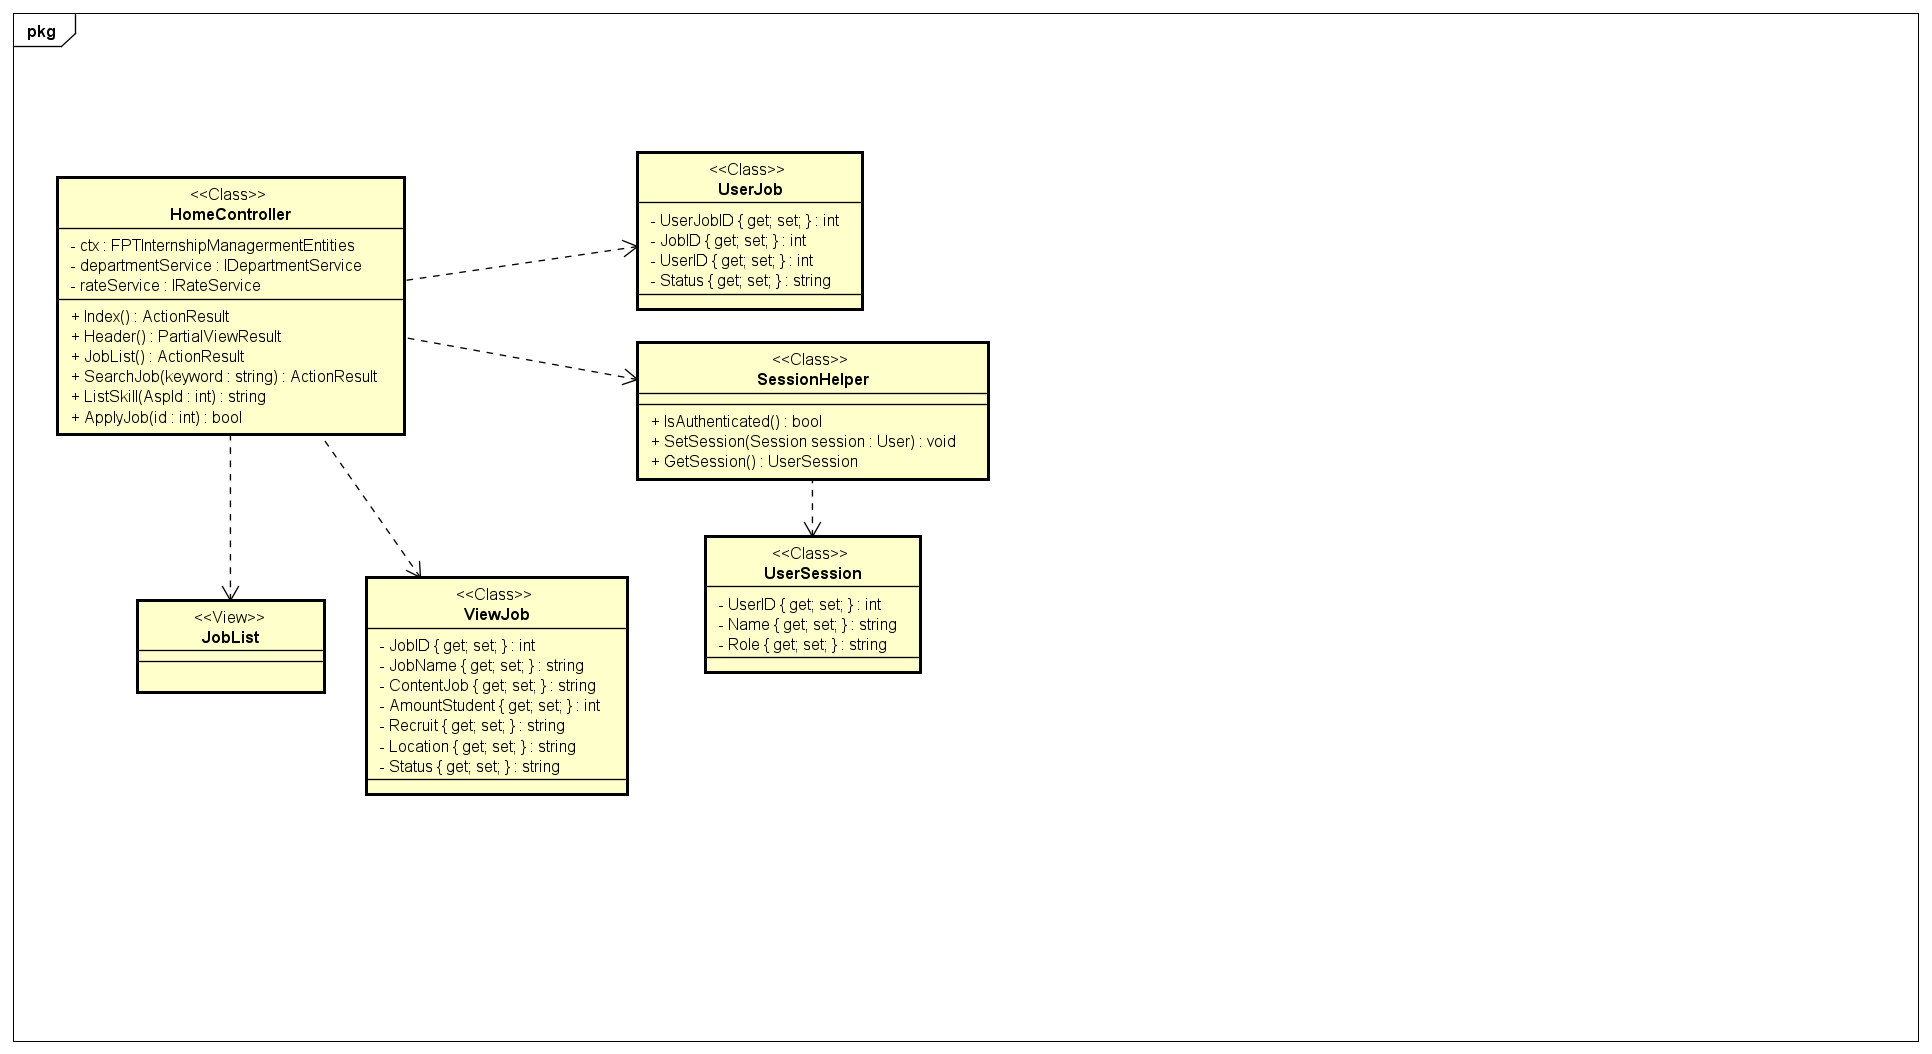 pkg
<<Class>>
HomeController
- ctx : FPTInternshipManagermentEntities
- departmentService : IDepartmentService
- rateService : IRateService
+ Index() : ActionResult
+ Header() : PartialViewResult
+ JobList() : ActionResult
+ SearchJob(keyword : string) : ActionResult
+ ListSkill(AspId : int) : string
+ ApplyJob(id : int) : bool
<<Class>>
UserJob
- UserJobID { get; set; } : int
- JobID { get; set; } : int
- UserID { get; set; } : int
- Status { get; set; } : string
<<Class>>
SessionHelper
+ IsAuthenticated() : bool
+ SetSession(Session session : User) : void
+ GetSession() : UserSession
<<Class>>
UserSession
- UserID { get; set; } : int
- Name { get; set; } : string
- Role { get; set; } : string
<<View>>
JobList
<<Class>>
ViewJob
- JobID { get; set; } : int
- JobName { get; set; } : string
- ContentJob { get; set; } : string
- AmountStudent { get; set; } : int
- Recruit { get; set; } : string
- Location { get; set; } : string
- Status { get; set; } : string